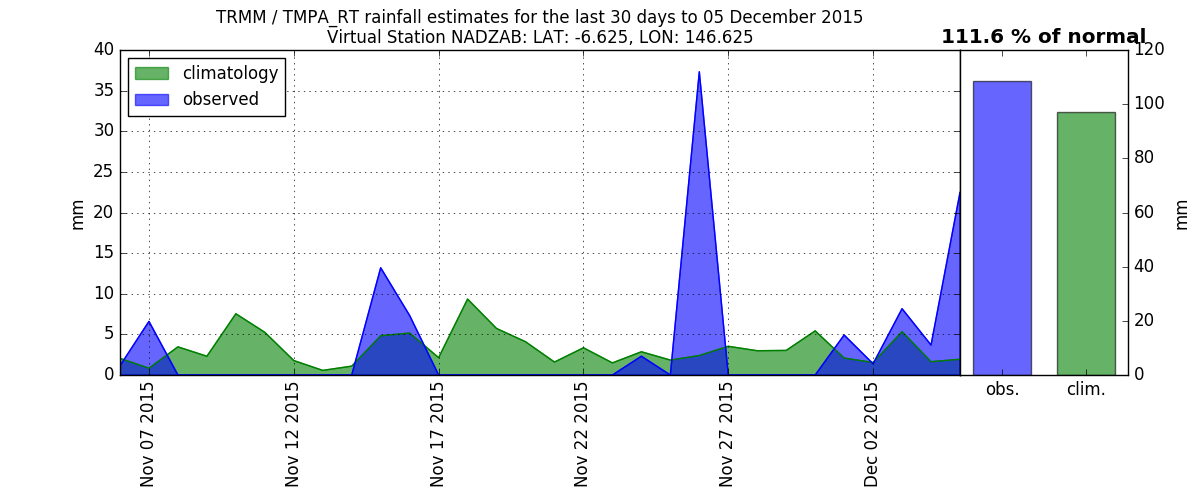 TRMM / TMPA_RT rainfall estimates for the last 30 days to 05 December 2015
Virtual Station NADZAB: LAT: -6.625, LON: 146.625
111.6 % of normal
climatology
observed
mm
40
35
30
25
20
15
10
5
0
Nov 07 2015
Nov 12 2015
Nov 17 2015
Nov 22 2015
Nov 27 2015
Dec 02 2015
120
100
80
60
40
20
0
mm
obs.
clim.